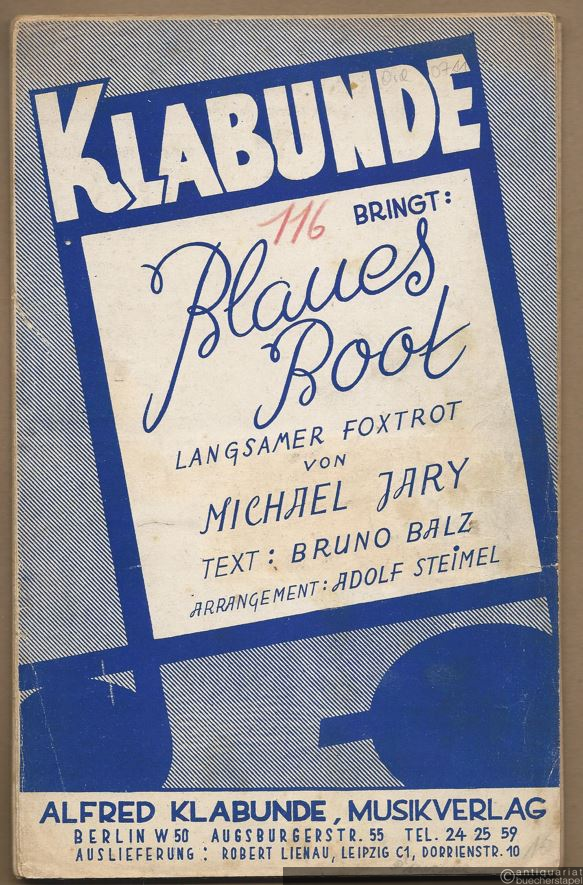 KLABUNDE
116 BRINGT:
Blaues
Boot
LANGSAMER FOXTROT
VON
MICHAEL JARY
TEXT: BRUNO BALZ
ARRANGEMENT: ADOLF STEIMEL
ALFRED KLABUNDE, MUSIKVERLAG
BERLIN W 50 AUGSBURGERSTR. 55 TEL. 24 25 59
AUSLIEFERUNG: ROBERT LIENAU, LEIPZIG C1, DORRIENSTR. 10
©antiquariat
buecherstapel